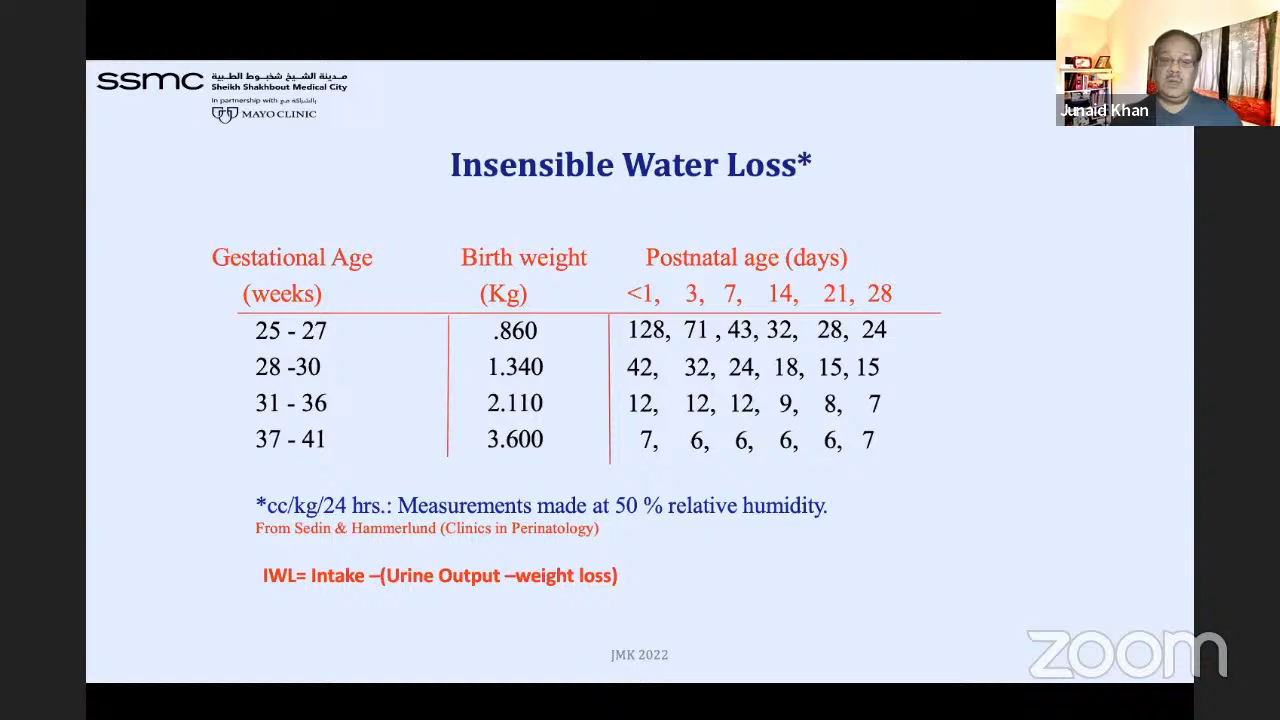 ssmc
مدينة الشيخ شخبوط الطبية
Sheikh Shakhbout Medical City
In partnership with بالشراكة مع
MAYO CLINIC
Junaid Khan
Insensible Water Loss*
Gestational Age Birth weight Postnatal age (days)
(weeks) (Kg) <1, 3, 7, 14, 21, 28
25 - 27 .860 128, 71 , 43, 32, 28, 24
28 -30 1.340 42, 32, 24, 18, 15, 15
31 - 36 2.110 12, 12, 12, 9, 8, 7
37 - 41 3.600 7, 6, 6, 6, 6, 7
*cc/kg/24 hrs.: Measurements made at 50 % relative humidity.
From Sedin & Hammerlund (Clinics in Perinatology)
IWL= Intake –(Urine Output –weight loss)
JMK 2022
zoom